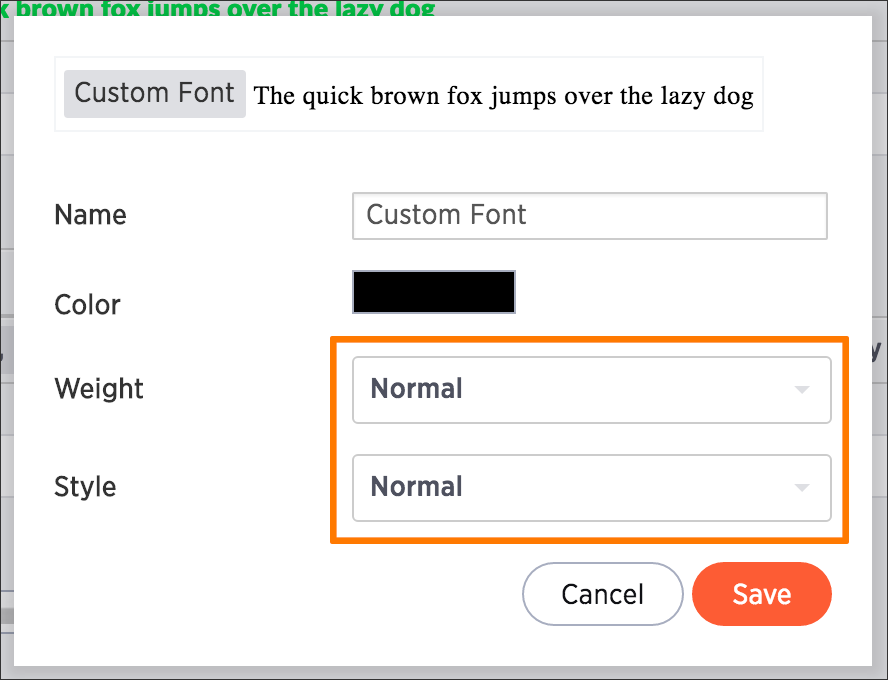 k brown fox jumps over the lazy dog
Custom Font The quick brown fox jumps over the lazy dog
Name Custom Font
Color
Weight Normal
y
Style Normal
Cancel Save